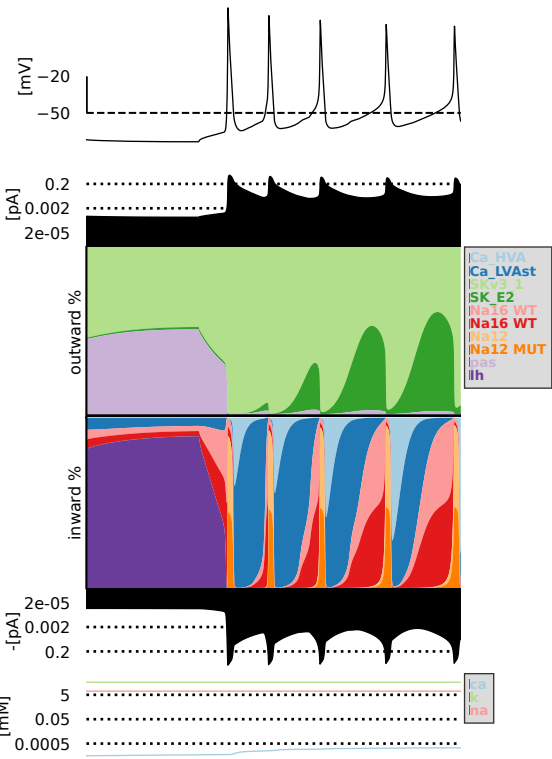 [mV]
−20
−50
[pA]
0.2
0.002
2e-05
outward %
Ca_HVA
Ca_LVAst
SKv3_1
SK_E2
Na16 WT
Na16 WT
Na12
Na12 MUT
pas
Ih
inward %
-[pA]
2e-05
0.002
0.2
[mM]
5
0.05
0.0005
ca
k
na